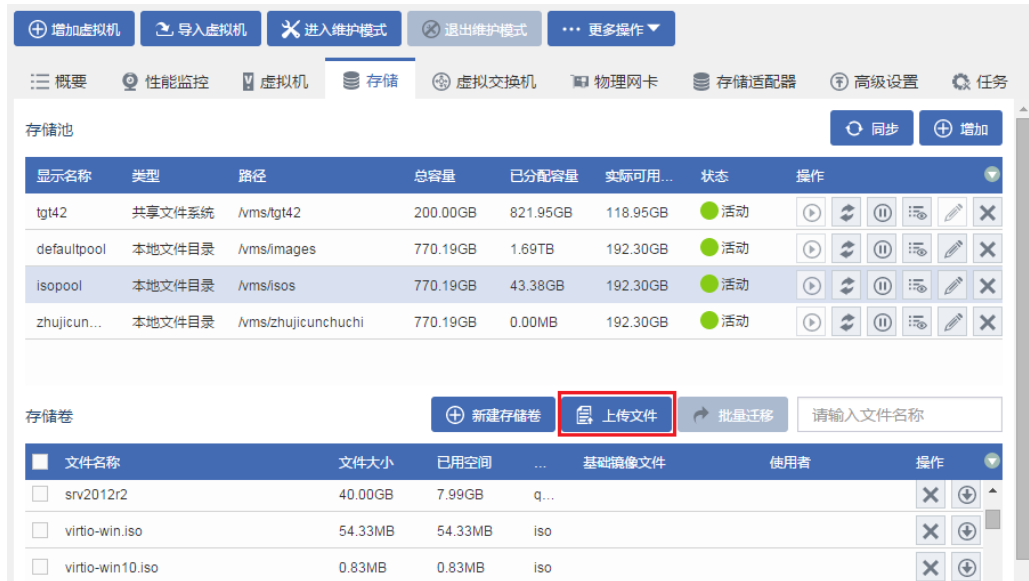 增加虚拟机 导入虚拟机 进入维护模式 退出维护模式 ··· 更多操作
概要 性能监控 虚拟机 存储 虚拟交换机 物理网卡 存储适配器 高级设置 任务
存储池 同步 增加
显示名称 类型 路径 总容量 已分配容量 实际可用... 状态 操作
tgt42 共享文件系统 /vms/tgt42 200.00GB 821.95GB 118.95GB 活动
defaultpool 本地文件目录 /vms/images 770.19GB 1.69TB 192.30GB 活动
isopool 本地文件目录 /vms/isos 770.19GB 43.38GB 192.30GB 活动
zhujicun... 本地文件目录 /vms/zhujicunchuchi 770.19GB 0.00MB 192.30GB 活动
存储卷 新建存储卷 上传文件 批量迁移 请输入文件名称
文件名称 文件大小 已用空间 ... 基础镜像文件 使用者 操作
srv2012r2 40.00GB 7.99GB q...
virtio-win.iso 54.33MB 54.33MB iso
virtio-win10.iso 0.83MB 0.83MB iso